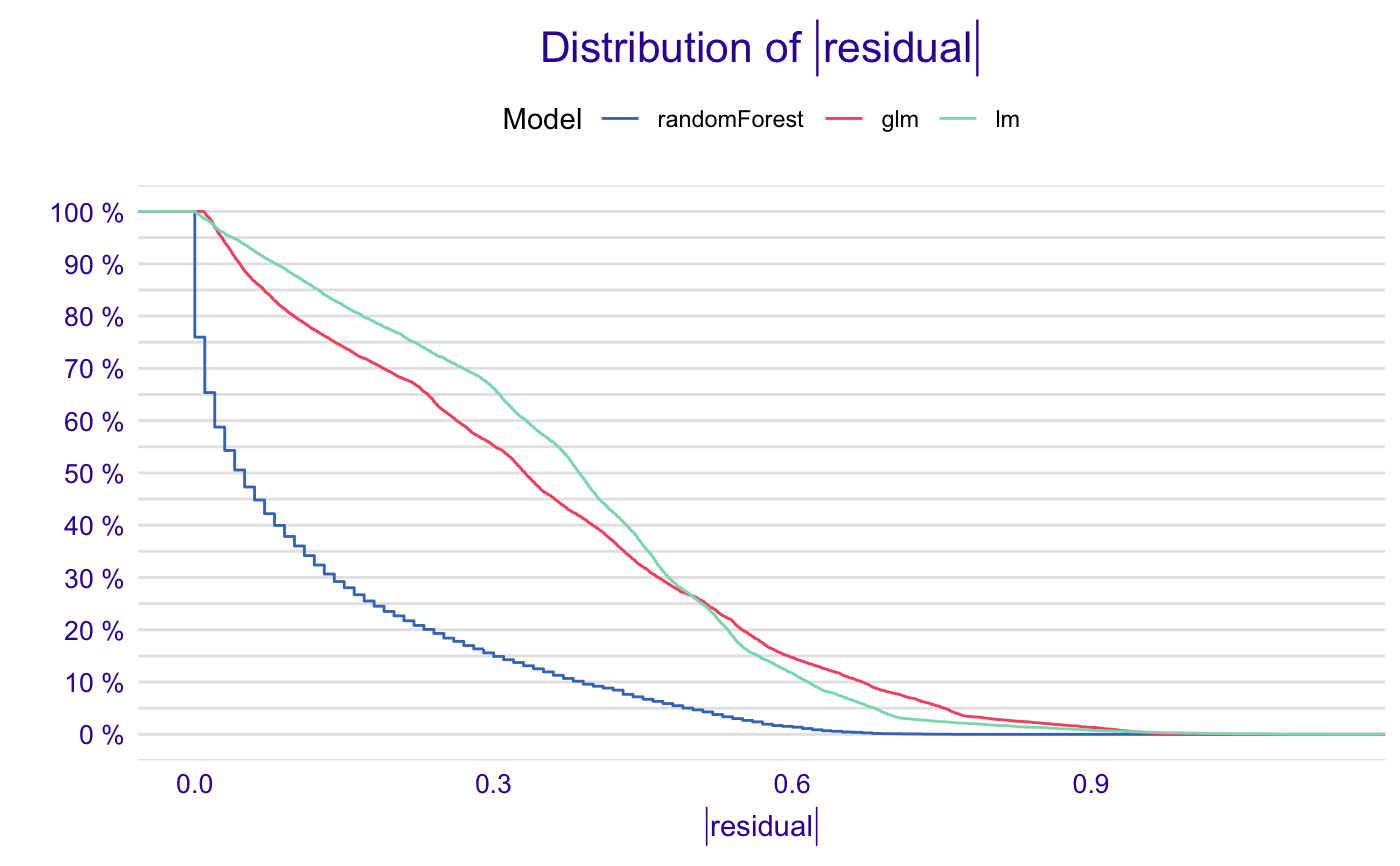 Distribution of |residual|
Model randomForest glm lm
100 %
90 %
80 %
70 %
60 %
50 %
40 %
30 %
20 %
10 %
0 %
0.0 0.3 0.6 0.9
|residual|